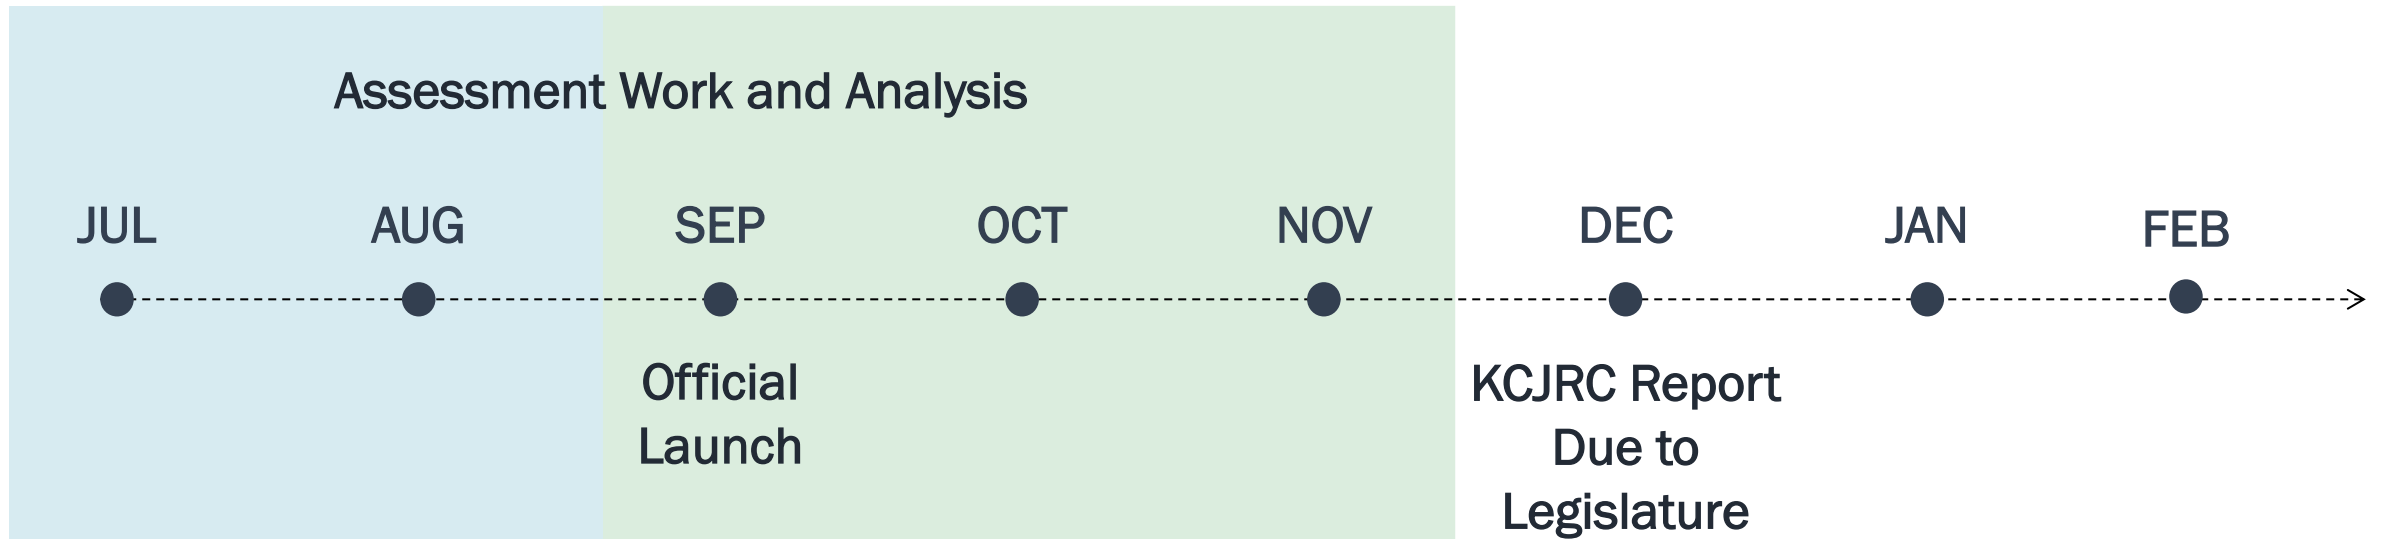 Assessment Work and Analysis
JUL AUG SEP OCT NOV DEC JAN FEB
Official
Launch
KCJRC Report
Due to
Legislature